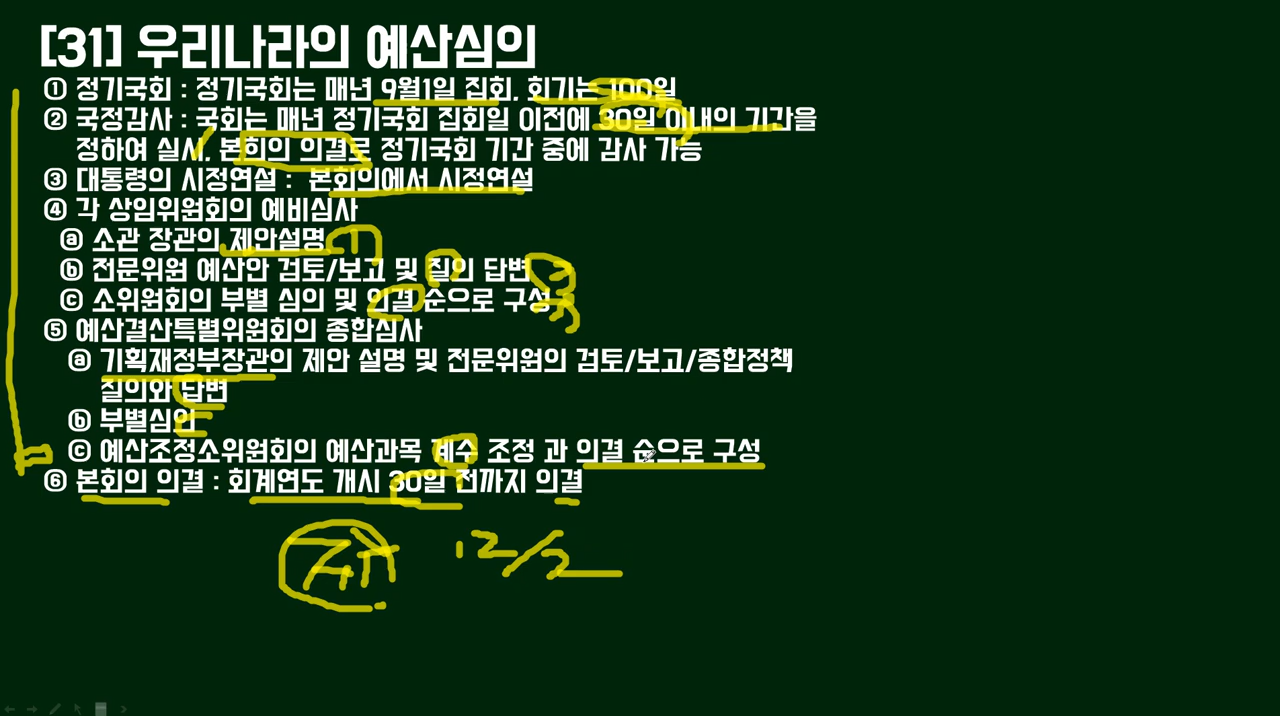 [31] 우리나라의 예산심의
① 정기국회 : 정기국회는 매년 9월1일 집회, 회기는 100일
② 국정감사 : 국회는 매년 정기국회 집회일 이전에 30일 이내의 기간을
정하여 실시, 본회의 의결로 정기국회 기간 중에 감사 가능
③ 대통령의 시정연설 : 본회의에서 시정연설
④ 각 상임위원회의 예비심사
ⓐ 소관 장관의 제안설명
ⓑ 전문위원 예산안 검토/보고 및 질의 답변
ⓒ 소위원회의 부별 심의 및 의결 순으로 구성
⑤ 예산결산특별위원회의 종합심사
ⓐ 기획재정부장관의 제안 설명 및 전문위원의 검토/보고/종합정책
질의와 답변
ⓑ 부별심의
ⓒ 예산조정소위원회의 예산과목 계수 조정 과 의결 순으로 구성
⑥ 본회의 의결 : 회계연도 개시 30일 전까지 의결
12/2